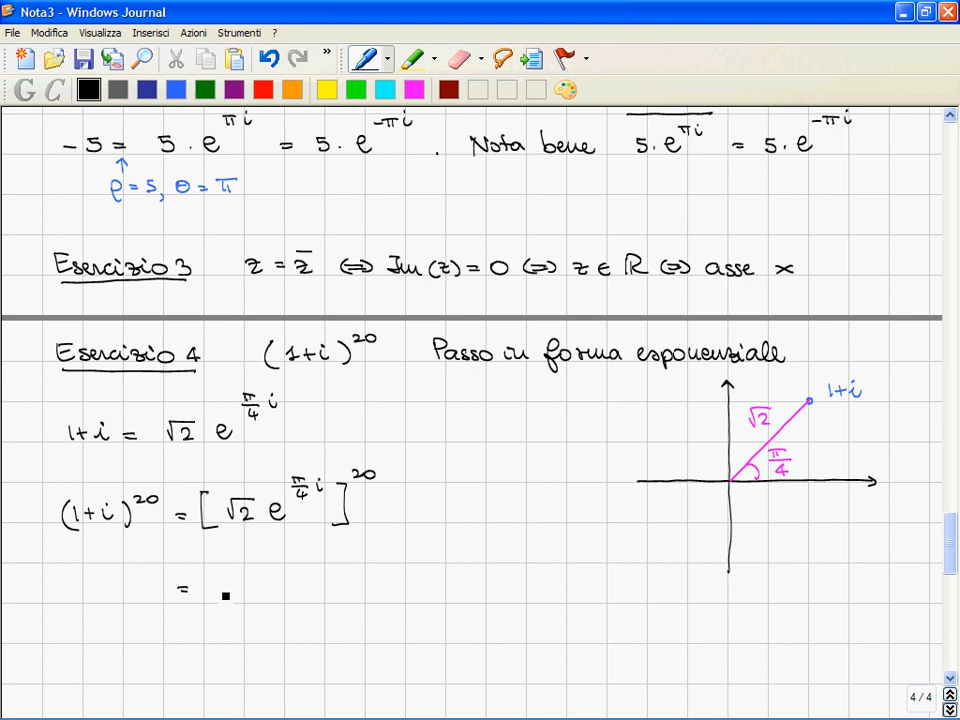 Nota3 - Windows Journal
File Modifica Visualizza Inserisci Azioni Strumenti ?
»
G C
-5 = 5 · e^{πi} = 5 · e^{-πi} . Nota bene \overline{5·e^{πi}} = 5·e^{-πi}
↑
ρ = 5, θ = π
Esercizio 3 z = z̄ ⇔ Im(z) = 0 ⇔ z ∈ ℝ ⇔ asse x
Esercizio 4 (1+i)^{20} Passo in forma esponenziale
1+i
√2
π/4
1+i = √2 e^{π/4 i}
(1+i)^{20} = [√2 e^{π/4 i}]^{20}
=
4 / 4